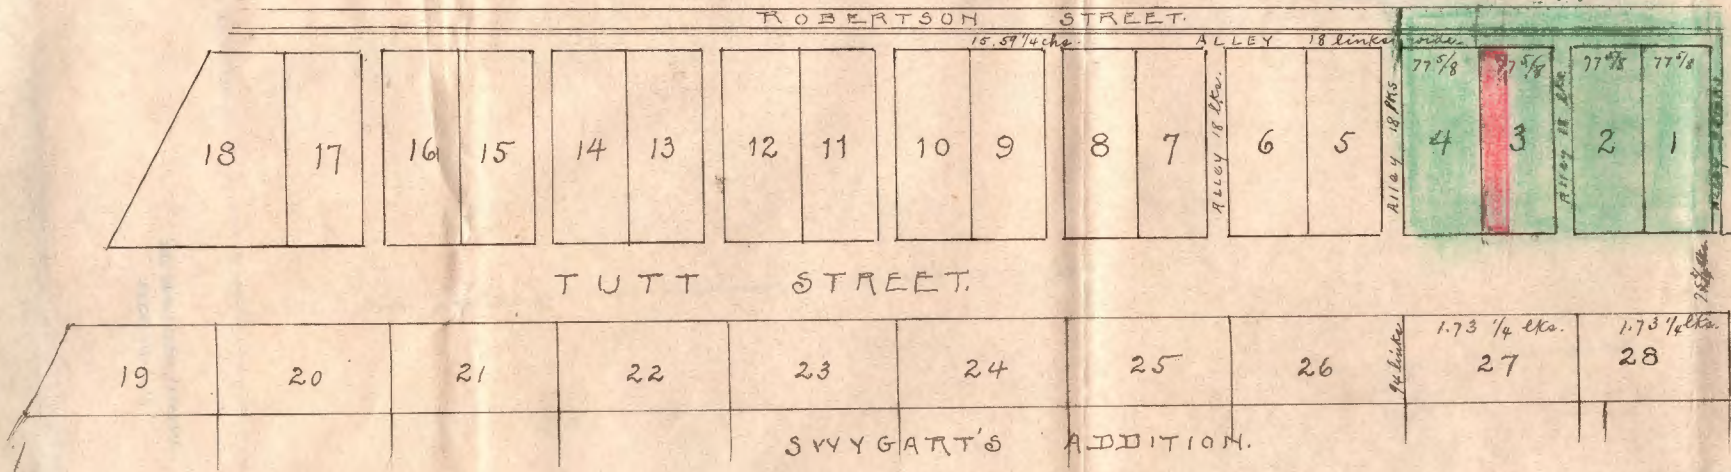 ROBERTSON STREET.
15.59 1/4 chs. ALLEY 18 links wide.
77 5/8 77 5/8 77 5/8 77 5/8
18 17 16 15 14 13 12 11 10 9 8 7 6 5 4 3 2 1
Alley 18 lks.
Alley 18 lks
Alley 18 lks.
TUTT STREET.
1.73 1/4 lks. 1.73 1/4 lks.
19 20 21 22 23 24 25 26 27 28
94 links
SWYGART'S ADDITION.